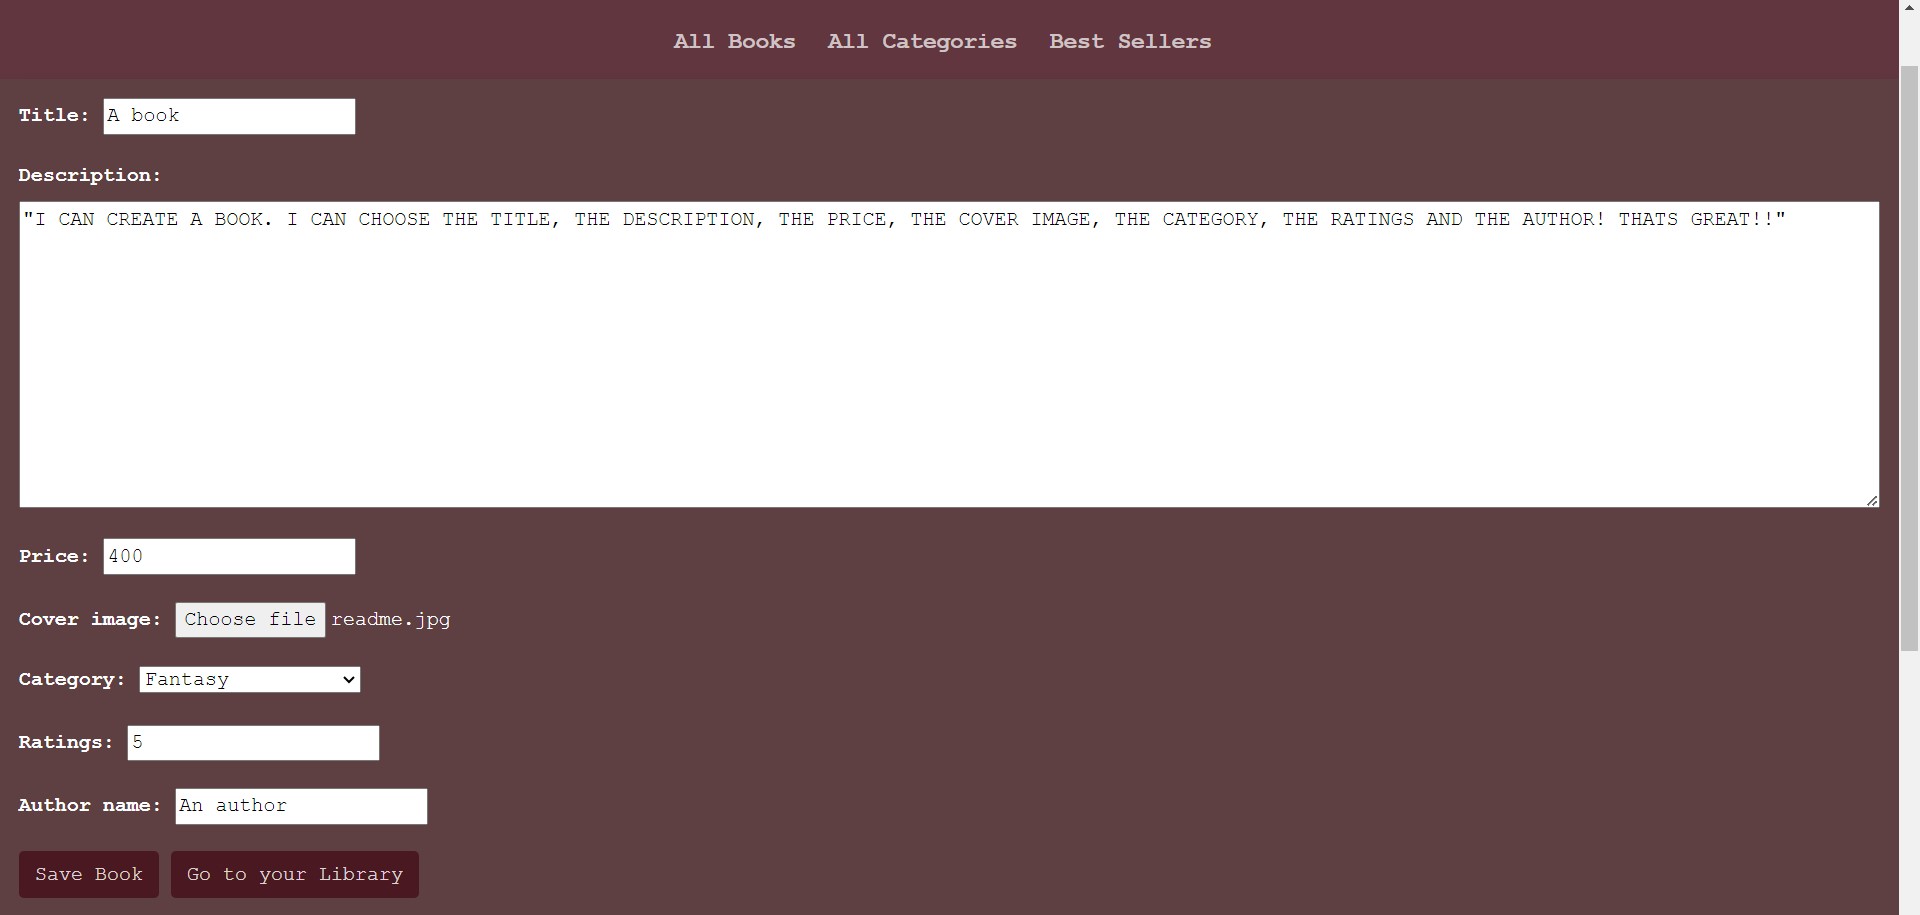 All Books All Categories Best Sellers
Title: A book
Description:
"I CAN CREATE A BOOK. I CAN CHOOSE THE TITLE, THE DESCRIPTION, THE PRICE, THE COVER IMAGE, THE CATEGORY, THE RATINGS AND THE AUTHOR! THATS GREAT!!"
Price: 400
Cover image: Choose file readme.jpg
Category: Fantasy
Ratings: 5
Author name: An author
Save Book Go to your Library